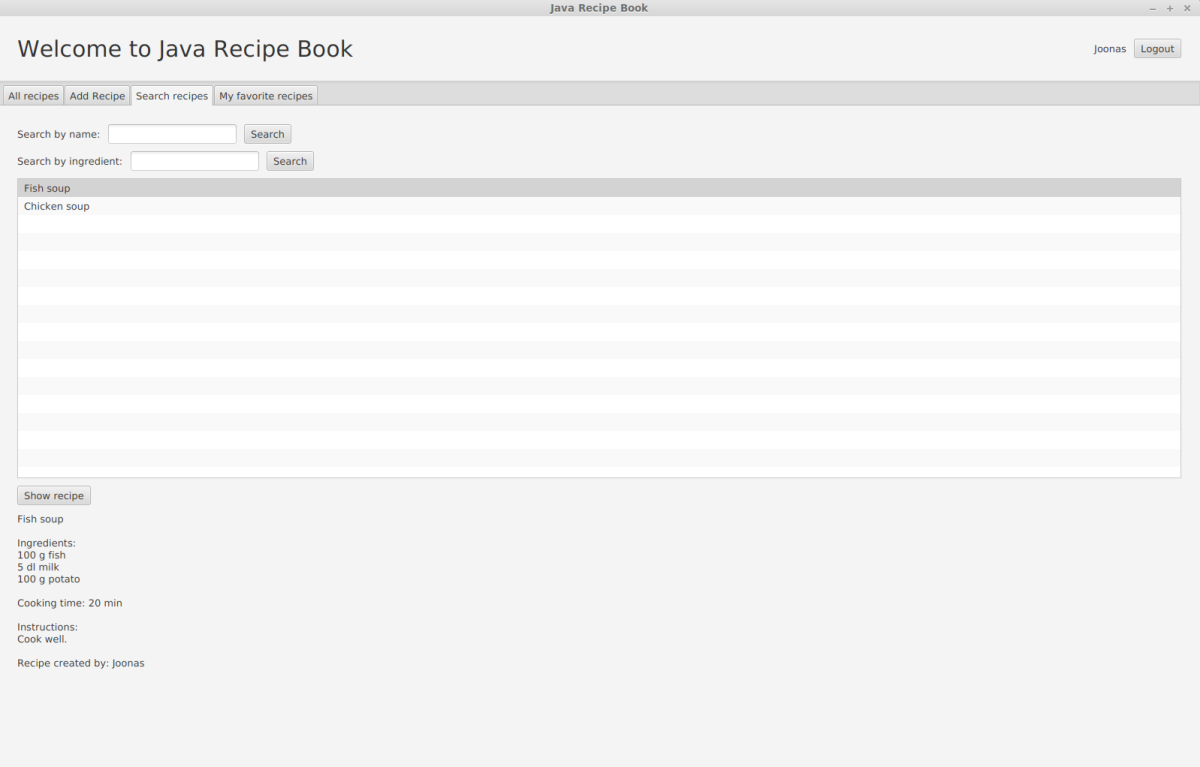 Java Recipe Book
Welcome to Java Recipe Book
Joonas Logout
All recipes Add Recipe Search recipes My favorite recipes
Search by name: Search
Search by ingredient: Search
Fish soup
Chicken soup
Show recipe
Fish soup
Ingredients:
100 g fish
5 dl milk
100 g potato
Cooking time: 20 min
Instructions:
Cook well.
Recipe created by: Joonas